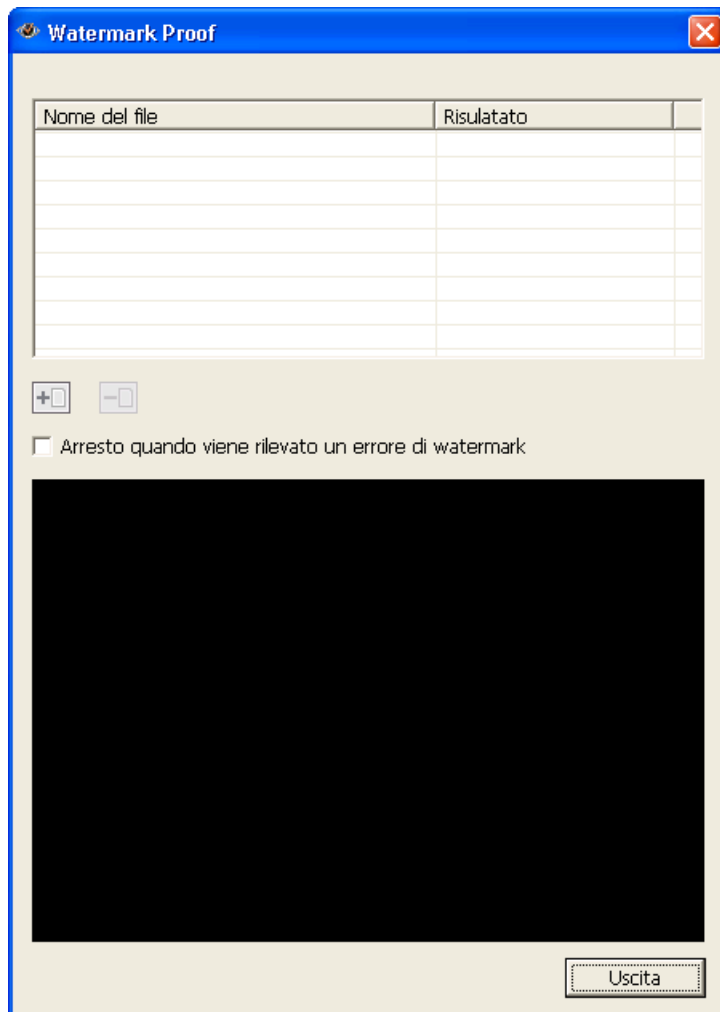 Watermark Proof
Nome del file Risulatato
Arresto quando viene rilevato un errore di watermark
Uscita